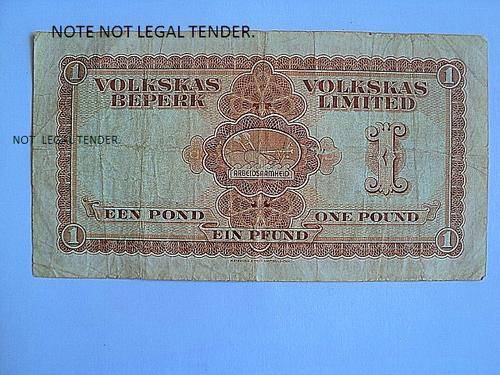 NOTE NOT LEGAL TENDER.
1 1
VOLKSKAS VOLKSKAS
BEPERK LIMITED
NOT LEGAL TENDER.
ARBEIDSAAMHEID
EEN POND ONE POUND
EIN PFUND
1 1